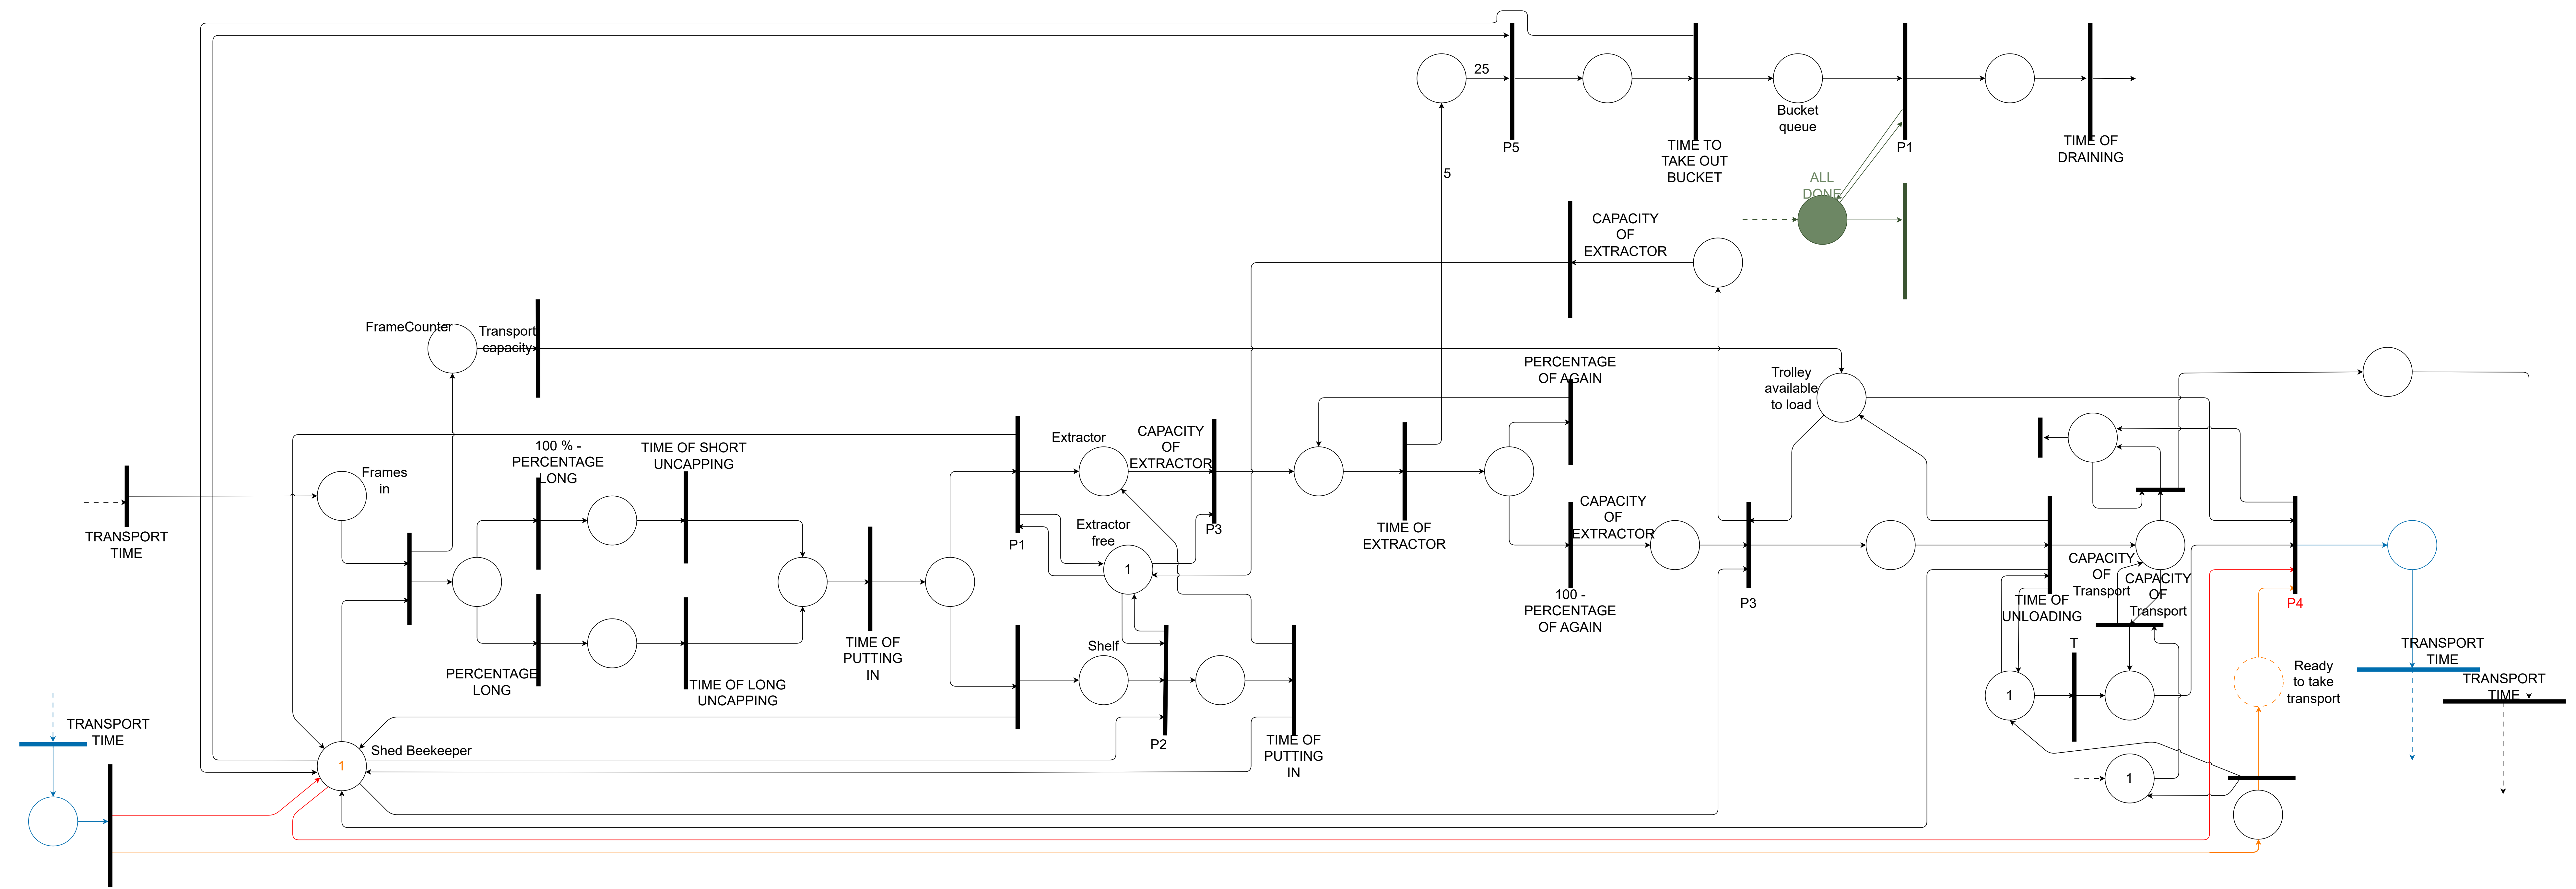 25
Bucket
queue
P5
TIME TO
TAKE OUT
BUCKET
P1
TIME OF
DRAINING
5
ALL
DONE
CAPACITY
OF
EXTRACTOR
FrameCounter
Transport
capacity
PERCENTAGE
OF AGAIN
Trolley
available
to load
100 % -
PERCENTAGE
LONG
TIME OF SHORT
UNCAPPING
Extractor
CAPACITY
OF
EXTRACTOR
Frames
in
TRANSPORT
TIME
Extractor
free
P3
P1
1
TIME OF
EXTRACTOR
CAPACITY
OF
EXTRACTOR
100 -
PERCENTAGE
OF AGAIN
P3
CAPACITY
OF
Transport
CAPACITY
OF
Transport
TIME OF
UNLOADING
P4
T
1
TIME OF
PUTTING
IN
Shelf
PERCENTAGE
LONG
TIME OF LONG
UNCAPPING
Ready
to take
transport
TRANSPORT
TIME
TRANSPORT
TIME
TRANSPORT
TIME
P2
TIME OF
PUTTING
IN
Shed Beekeeper
1
1